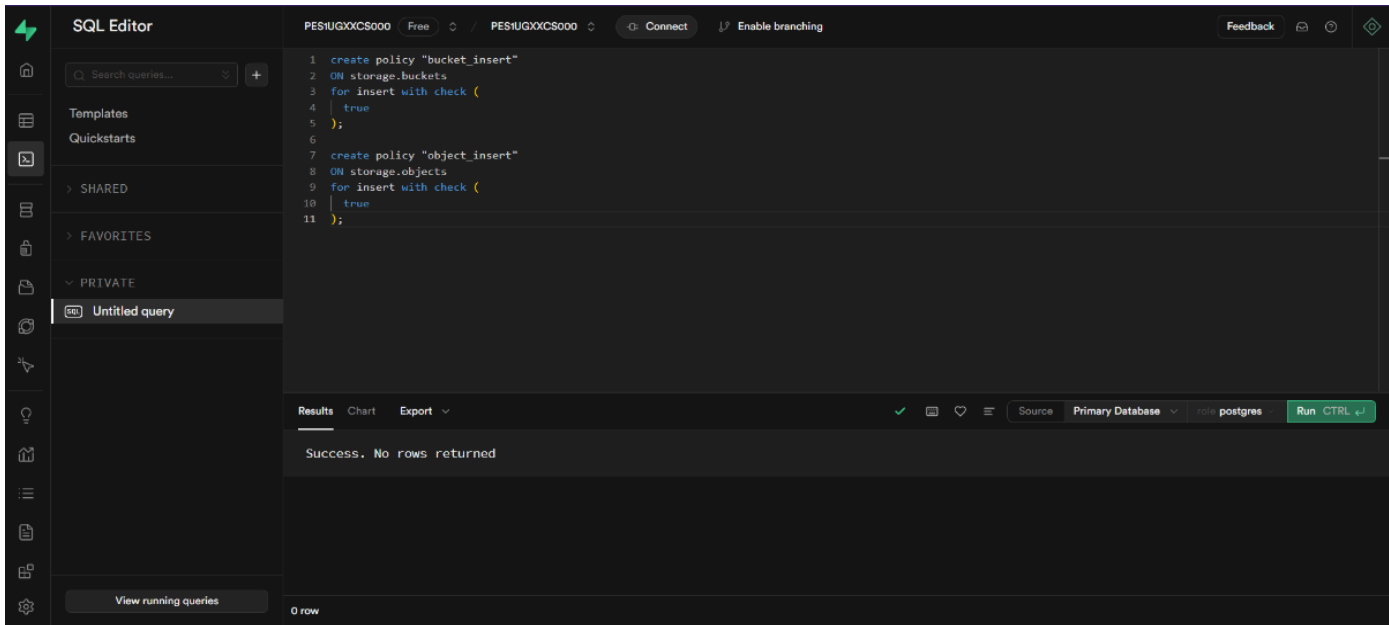 SQL Editor
PES1UGXXCS000 Free / PES1UGXXCS000 Connect Enable branching Feedback
Search queries... +
Templates
Quickstarts
SHARED
FAVORITES
PRIVATE
SQL Untitled query
View running queries
1 create policy "bucket_insert"
2 ON storage.buckets
3 for insert with check (
4 true
5 );
6
7 create policy "object_insert"
8 ON storage.objects
9 for insert with check (
10 true
11 );
Results Chart Export Source Primary Database role postgres Run CTRL ↵
Success. No rows returned
0 row